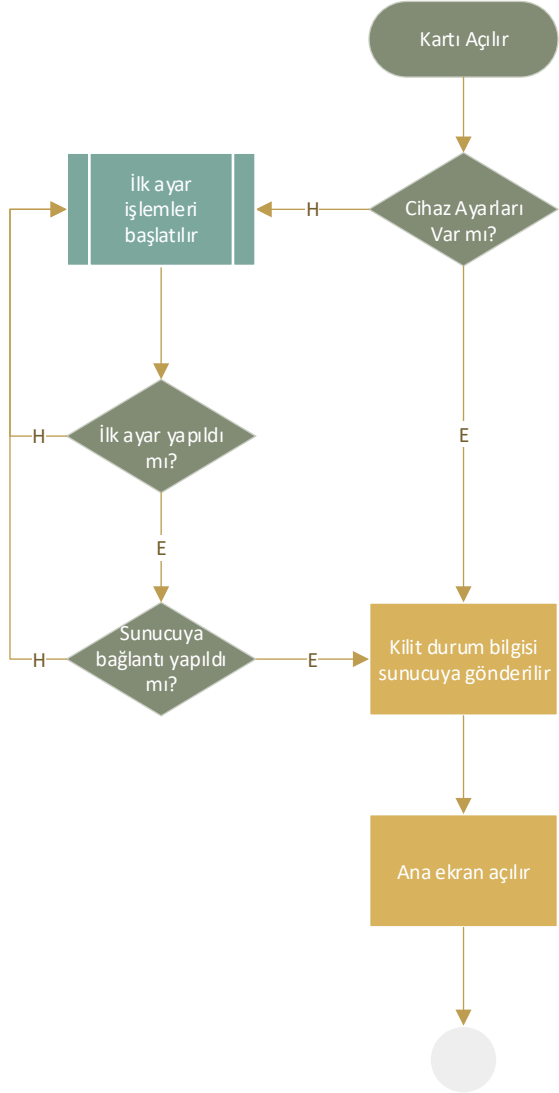 Kartı Açılır
Cihaz Ayarları
Var mı?
H
İlk ayar
işlemleri
başlatılır
İlk ayar yapıldı
mı?
H
E
E
Sunucuya
bağlantı yapıldı
mı?
H
E
Kilit durum bilgisi
sunucuya gönderilir
Ana ekran açılır